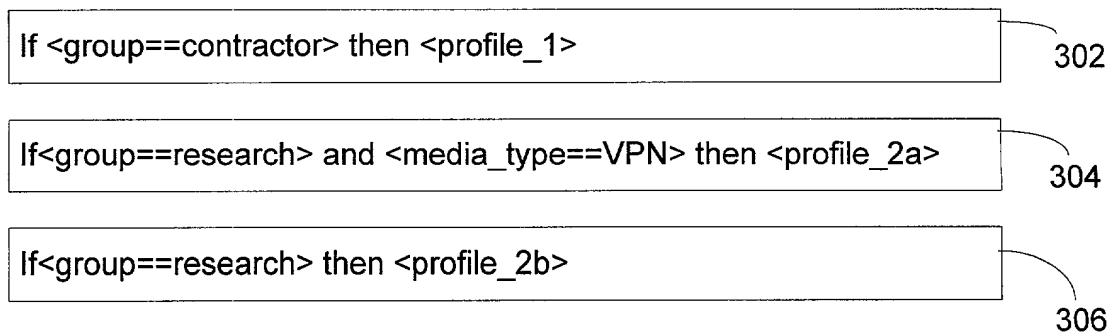 If <group==contractor> then <profile_1>
302
If<group==research> and <media_type==VPN> then <profile_2a>
304
If<group==research> then <profile_2b>
306